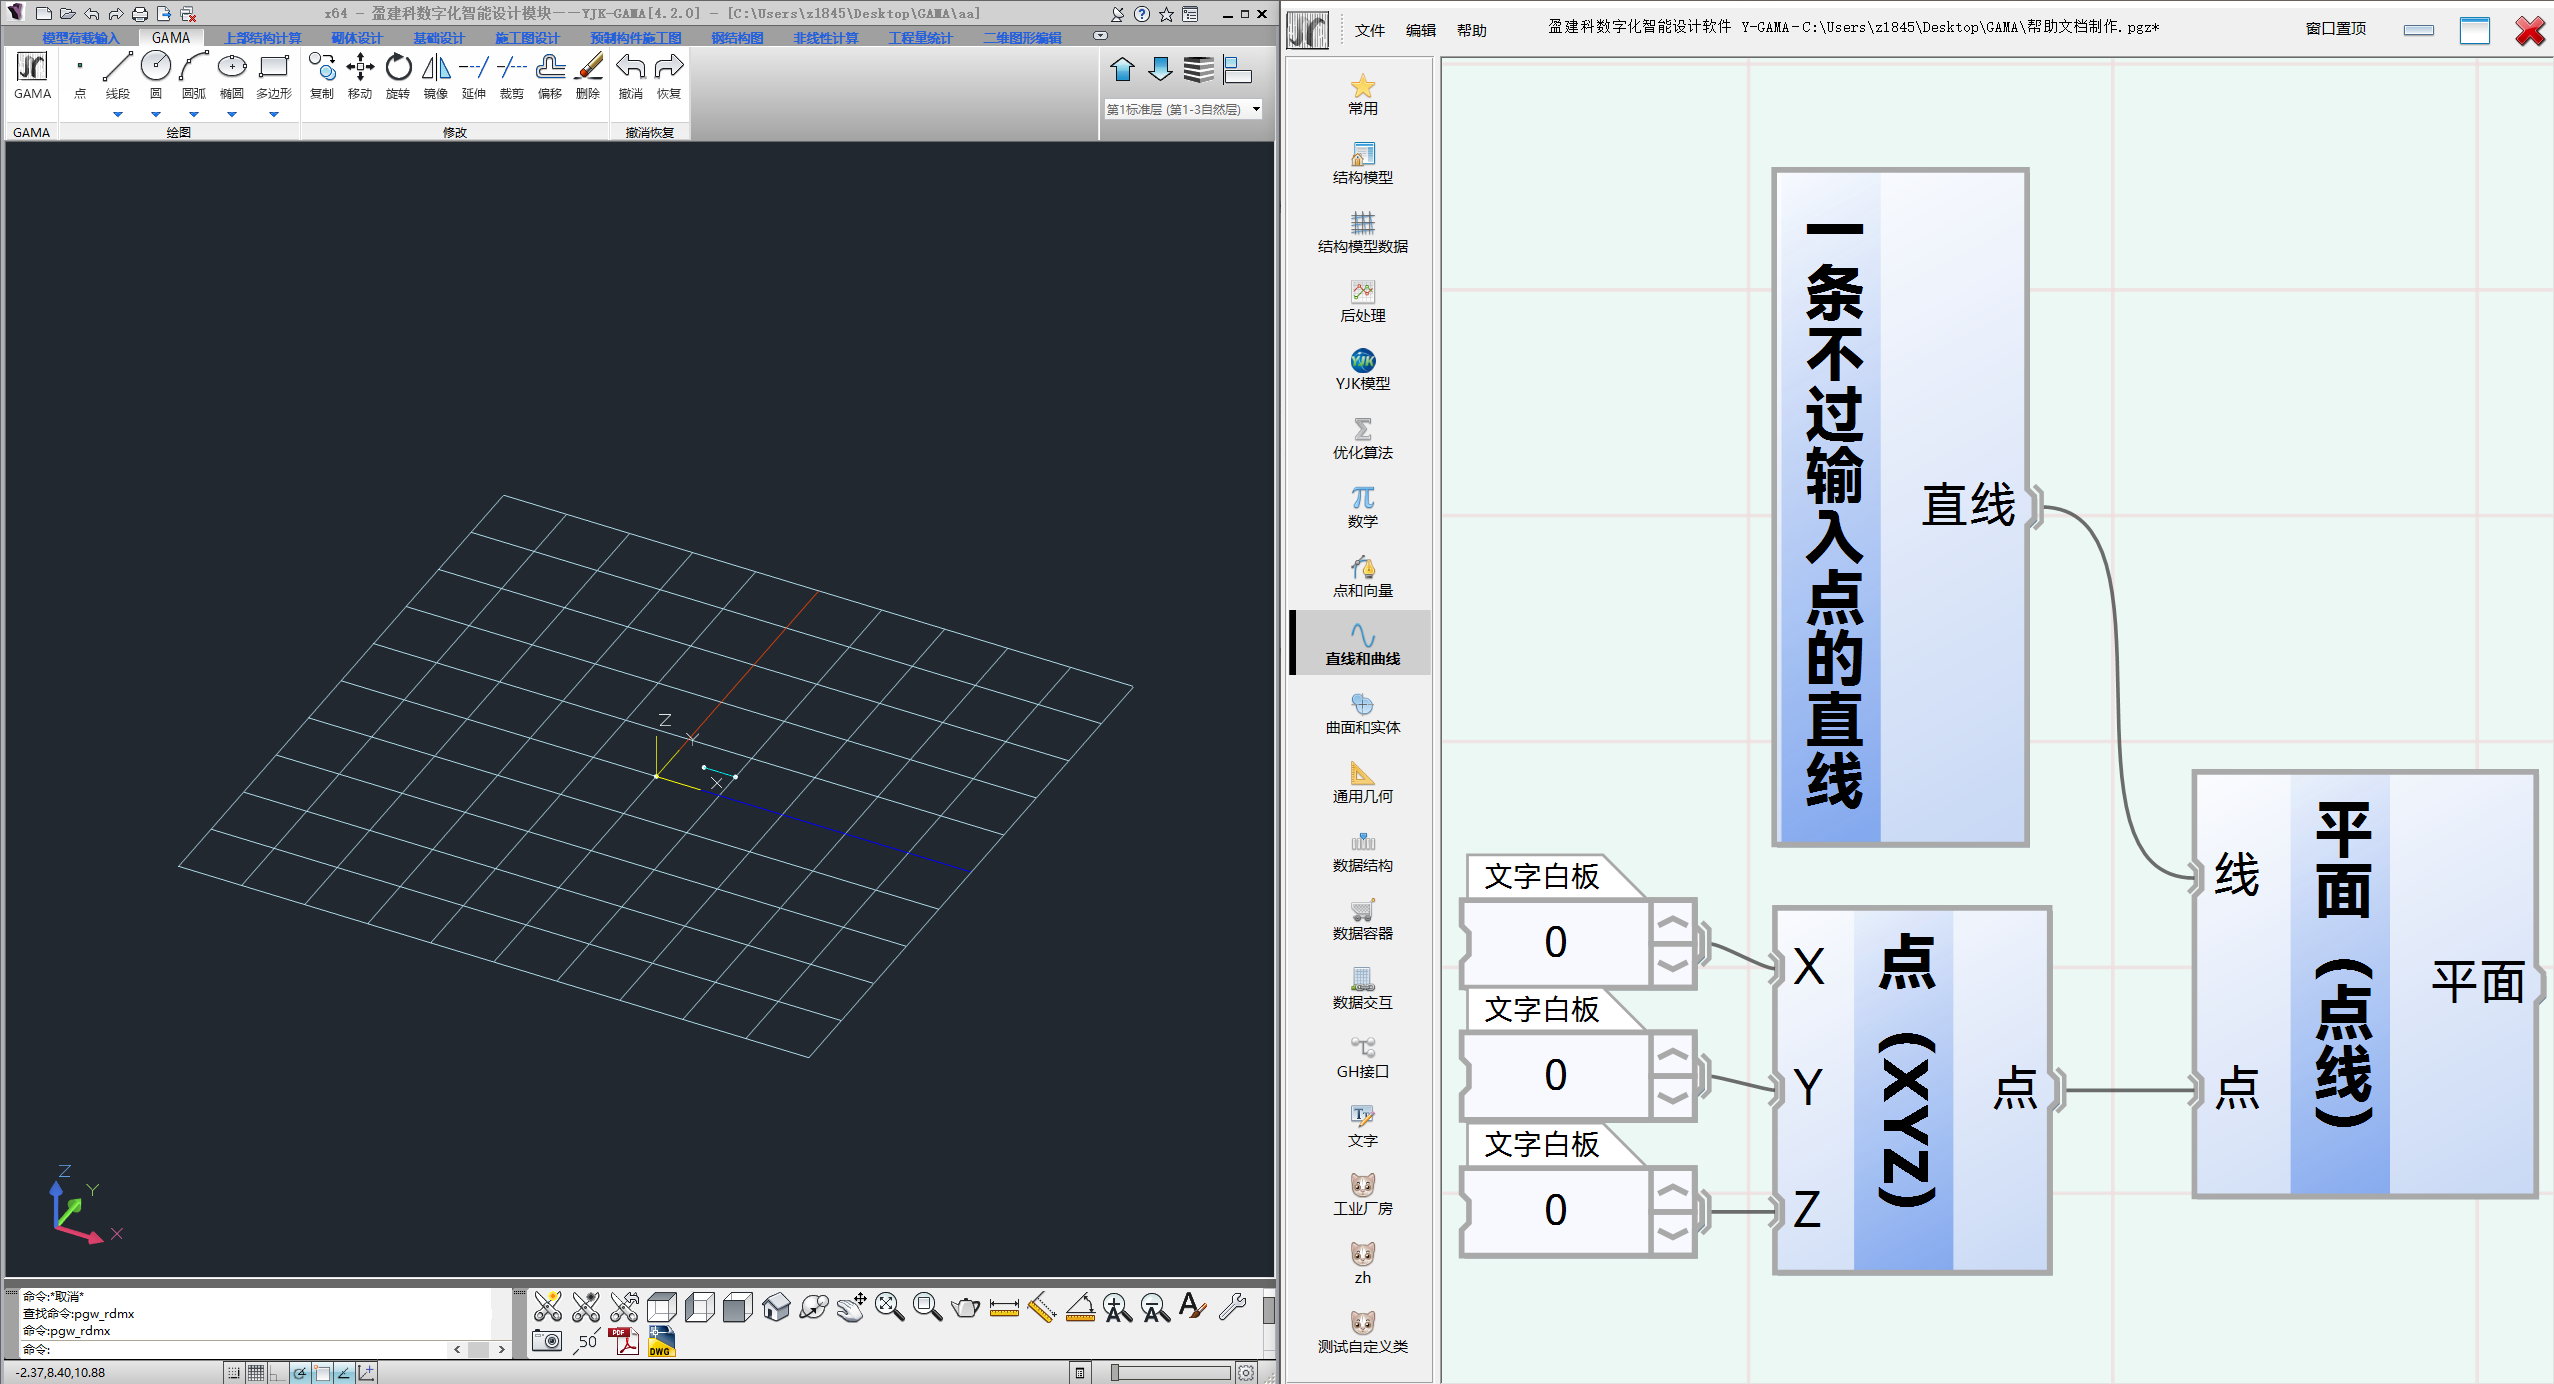 x64 - 盈建科数字化智能设计模块——YJK-GAMA[4.2.0] - [C:\Users\z1845\Desktop\GAMA\aa]
模型荷载输入 GAMA 上部结构计算 砌体设计 基础设计 施工图设计 预制构件施工图 钢结构图 非线性计算 工程量统计 二维图形编辑
GAMA 点 线段 圆 圆弧 椭圆 多边形 复制 移动 旋转 镜像 延伸 裁剪 偏移 删除 撤消 恢复
第1标准层 (第1-3自然层)
GAMA 绘图 修改 撤消恢复
Z
Y
X
Z
Y
X
命令:*取消*
查找命令:pgw_rdmx
命令:pgw_rdmx
命令:
50
PDF
DWG
-2.37,8.40,10.88
文件 编辑 帮助 盈建科数字化智能设计软件 Y-GAMA-C:\Users\z1845\Desktop\GAMA\帮助文档制作.pgz* 窗口置顶
常用
结构模型
结构模型数据
后处理
YJK
YJK模型
优化算法
数学
点和向量
直线和曲线
曲面和实体
通用几何
数据结构
数据容器
数据交互
GH接口
文字
工业厂房
zh
测试自定义类
一条不过输入点的直线
直线
文字白板
0
文字白板
0
文字白板
0
X
Y
Z
点（XYZ）
点
线
点
平面（点线）
平面